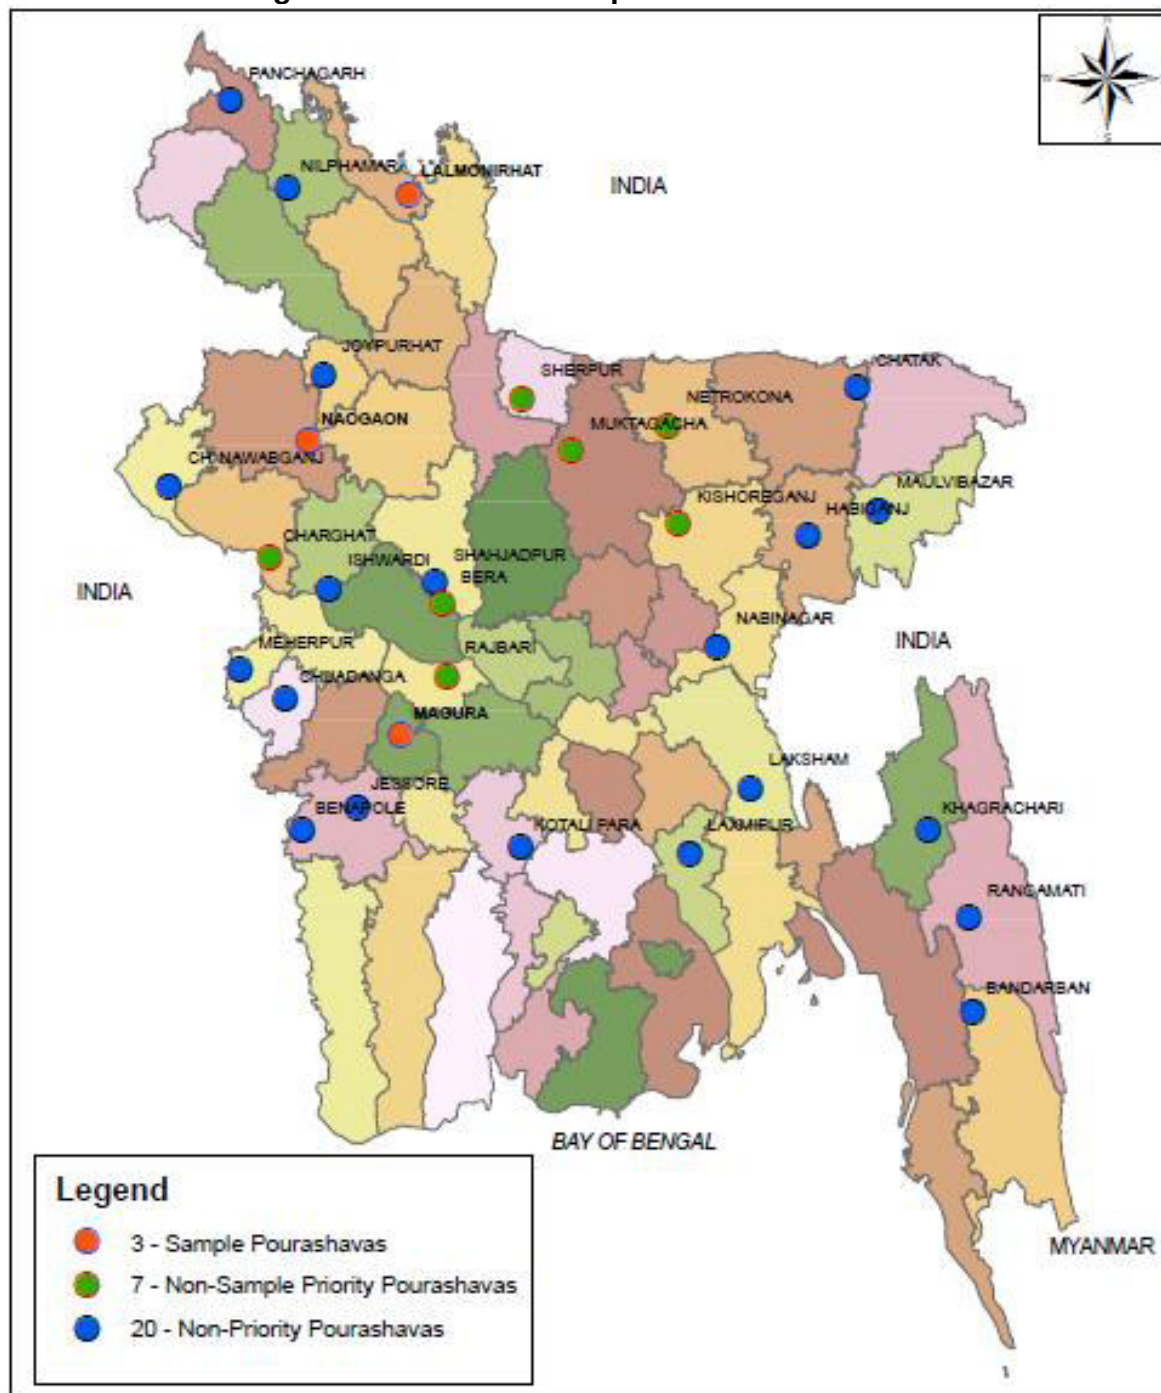 PANCHAGARH
NILPHAMARI
LALMONIRHAT
INDIA
JOYPURHAT
SHERPUR
CHATAK
NETROKONA
NAOGAON
MUKTAGACHA
CH. NAWABGANJ
MAULVIBAZAR
KISHOREGANJ
HABIGANJ
CHARGHAT
ISHWARDI
SHAHJADPUR
BERA
INDIA
NABINAGAR
MEHERPUR
RAJBARI
INDIA
CHUADANGA
MAGURA
LAKSHAM
JESSORE
BENAPOLE
KHAGRACHARI
KOTALI PARA
LAXMIPUR
RANGAMATI
BANDARBAN
BAY OF BENGAL
MYANMAR
Legend
3 - Sample Pourashavas
7 - Non-Sample Priority Pourashavas
20 - Non-Priority Pourashavas
S